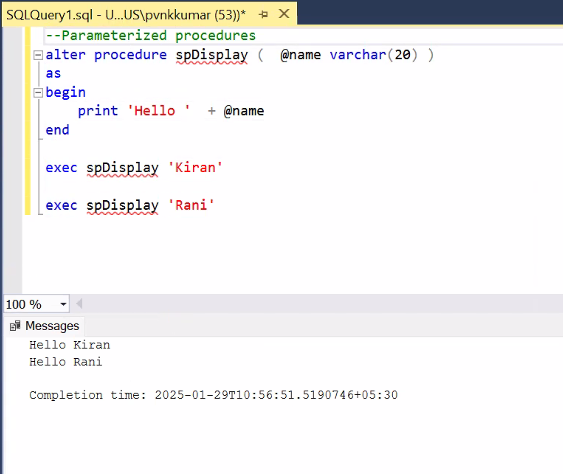 SQLQuery1.sql - U...US\pvnkkumar (53))*
--Parameterized procedures
alter procedure spDisplay (  @name varchar(20) )
as
begin
    print 'Hello '  + @name
end
exec spDisplay 'Kiran'
exec spDisplay 'Rani'
100 %
Messages
Hello Kiran
Hello Rani
Completion time: 2025-01-29T10:56:51.5190746+05:30